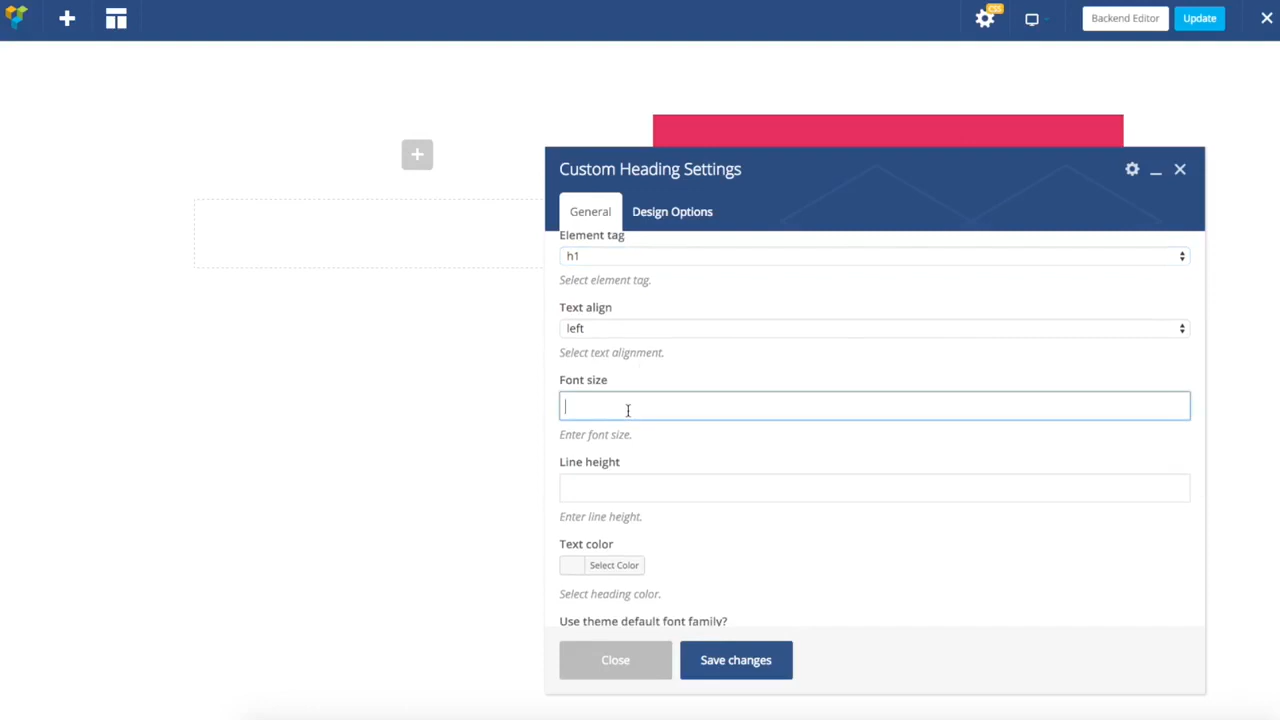 CSS
Backend Editor
Update
Custom Heading Settings
General
Design Options
Element tag
h1
Select element tag.
Text align
left
Select text alignment.
Font size
Enter font size.
Line height
Enter line height.
Text color
Select Color
Select heading color.
Use theme default font family?
Close
Save changes